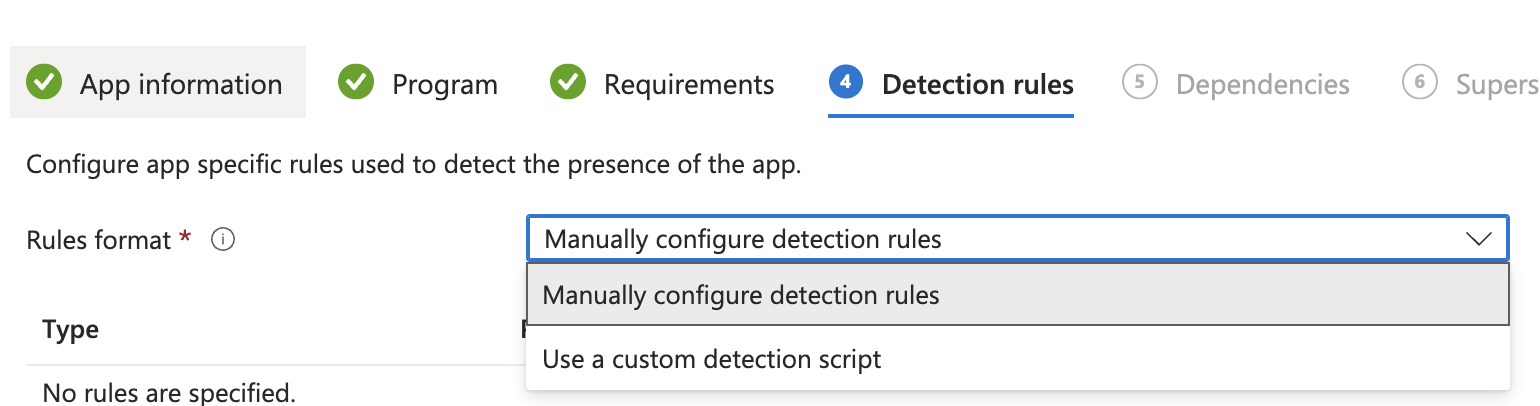 App information Program Requirements 4 Detection rules 5 Dependencies 6 Supers
Configure app specific rules used to detect the presence of the app.
Rules format * Manually configure detection rules
Manually configure detection rules
Type
Use a custom detection script
No rules are specified.